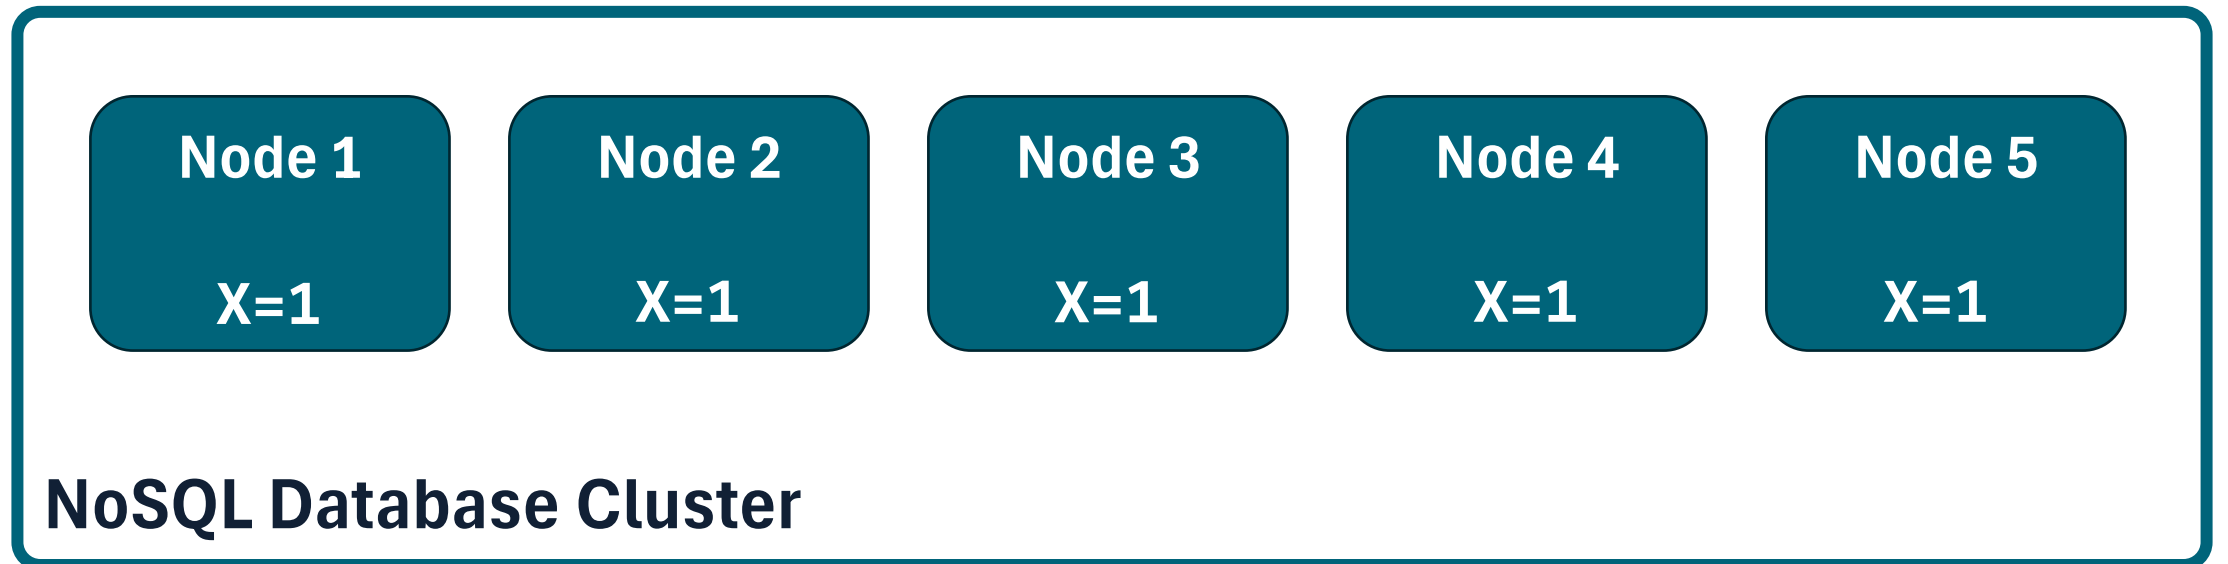 Node 1 Node 2 Node 3 Node 4 Node 5
X=1 X=1 X=1 X=1 X=1
NoSQL Database Cluster